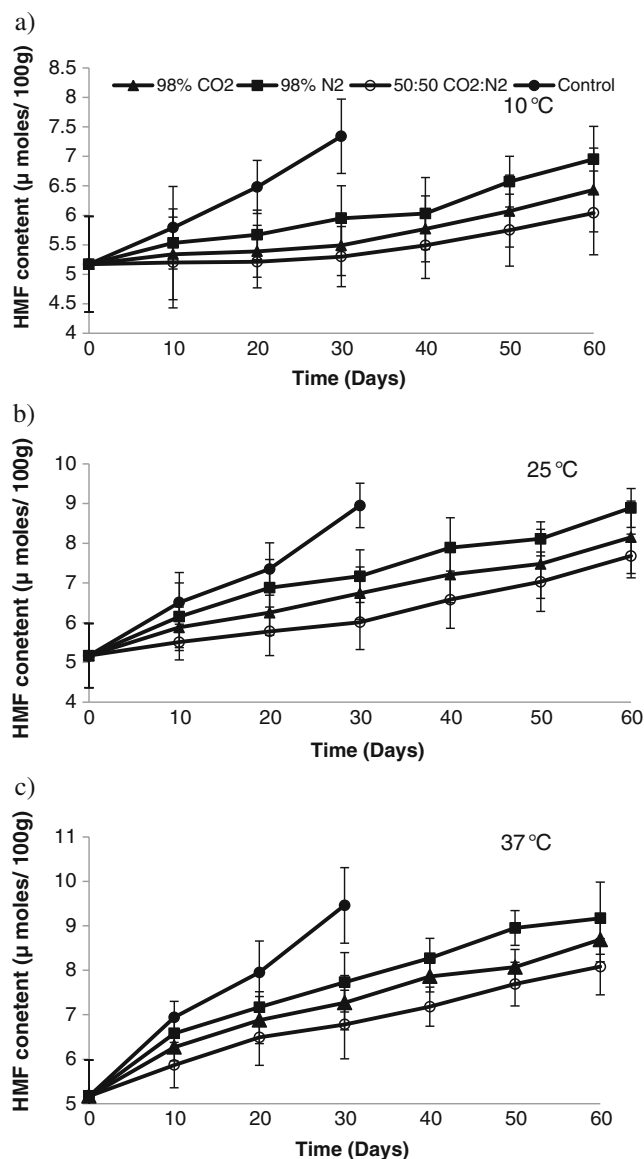 a)
HMF conetent (µ moles/ 100g)
8.5
8
7.5
7
6.5
6
5.5
5
4.5
4
98% CO2 98% N2 50:50 CO2:N2 Control
10 °C
0 10 20 30 40 50 60
Time (Days)
b)
HMF conetent (µ moles/ 100g)
10
9
8
7
6
5
4
25 °C
0 10 20 30 40 50 60
Time (Days)
c)
HMF conetent (µ moles/ 100g)
11
10
9
8
7
6
5
37 °C
0 10 20 30 40 50 60
Time (Days)